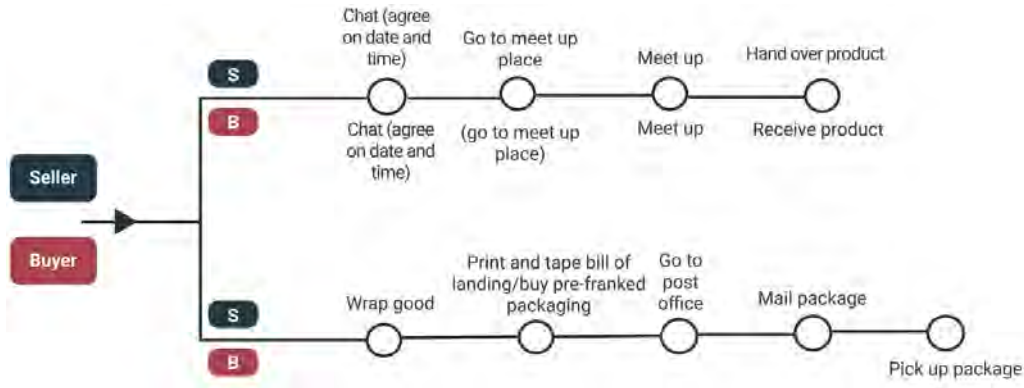 Chat (agree
on date and
time)
Go to meet up
place
Meet up
Hand over product
S
B
Chat (agree
on date and
time)
(go to meet up
place)
Meet up
Receive product
Seller
Buyer
Wrap good
Print and tape bill of
landing/buy pre-franked
packaging
Go to
post
office
Mail package
S
B
Pick up package